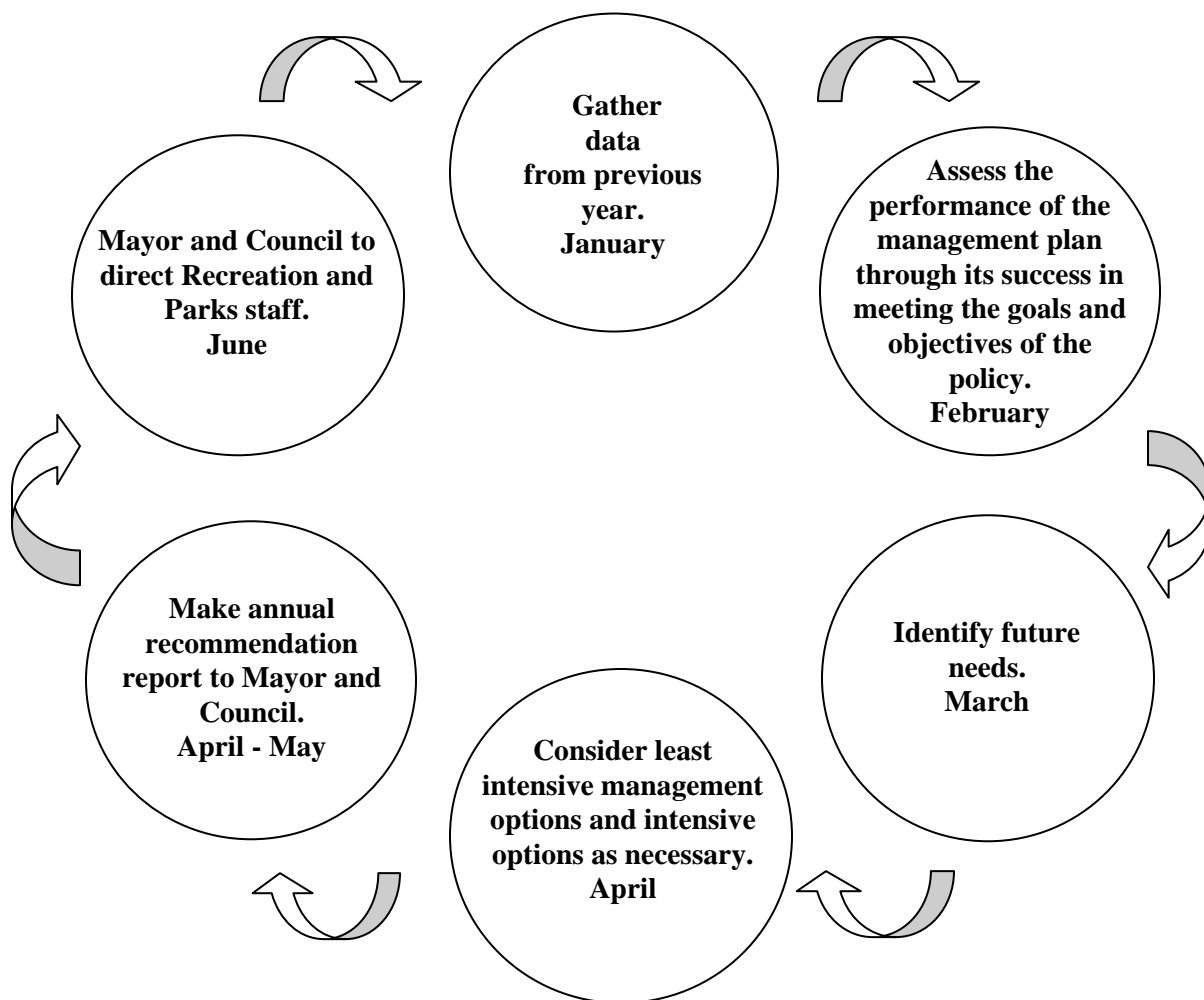 Gather
data
from previous
year.
January
Assess the
performance of the
management plan
through its success in
meeting the goals and
objectives of the
policy.
February
Identify future
needs.
March
Consider least
intensive management
options and intensive
options as necessary.
April
Make annual
recommendation
report to Mayor and
Council.
April - May
Mayor and Council to
direct Recreation and
Parks staff.
June